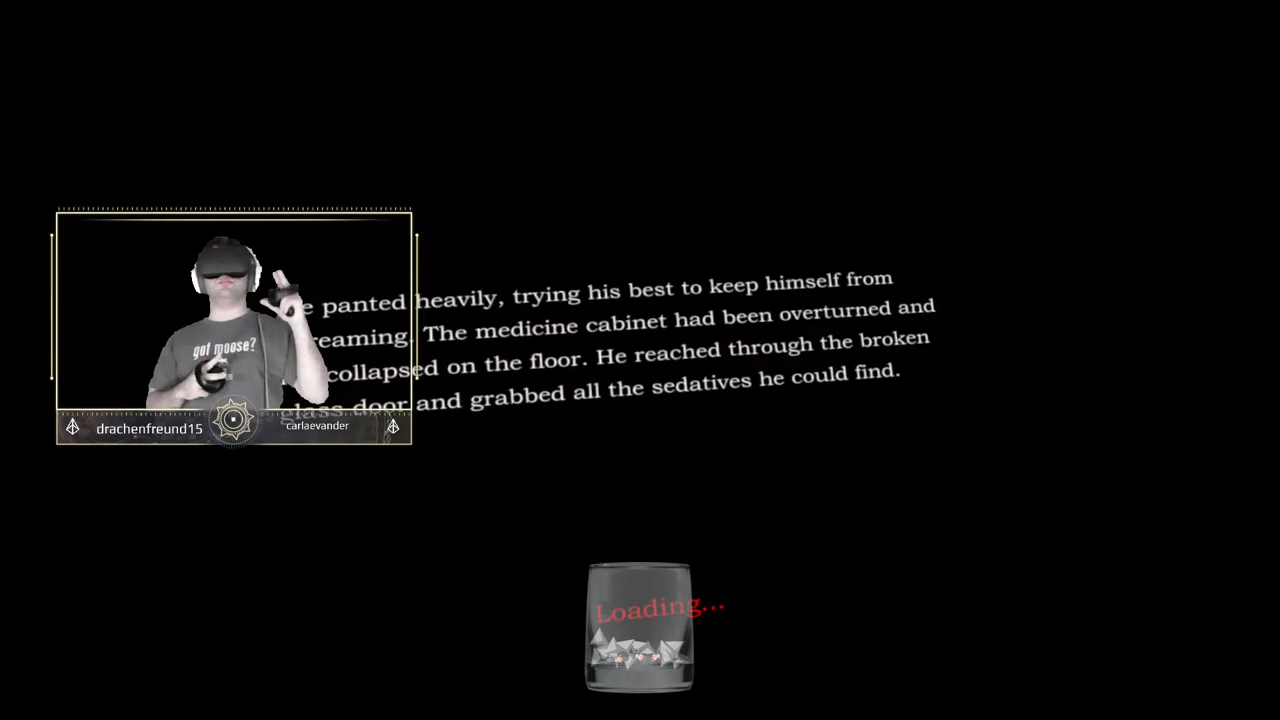 panted heavily, trying his best to keep himself from
The medicine cabinet had been overturned and
collapsed on the floor. He reached through the broken
glass door and grabbed all the sedatives he could find.
got moose?
drachenfreund15
carlaevander
Loading...